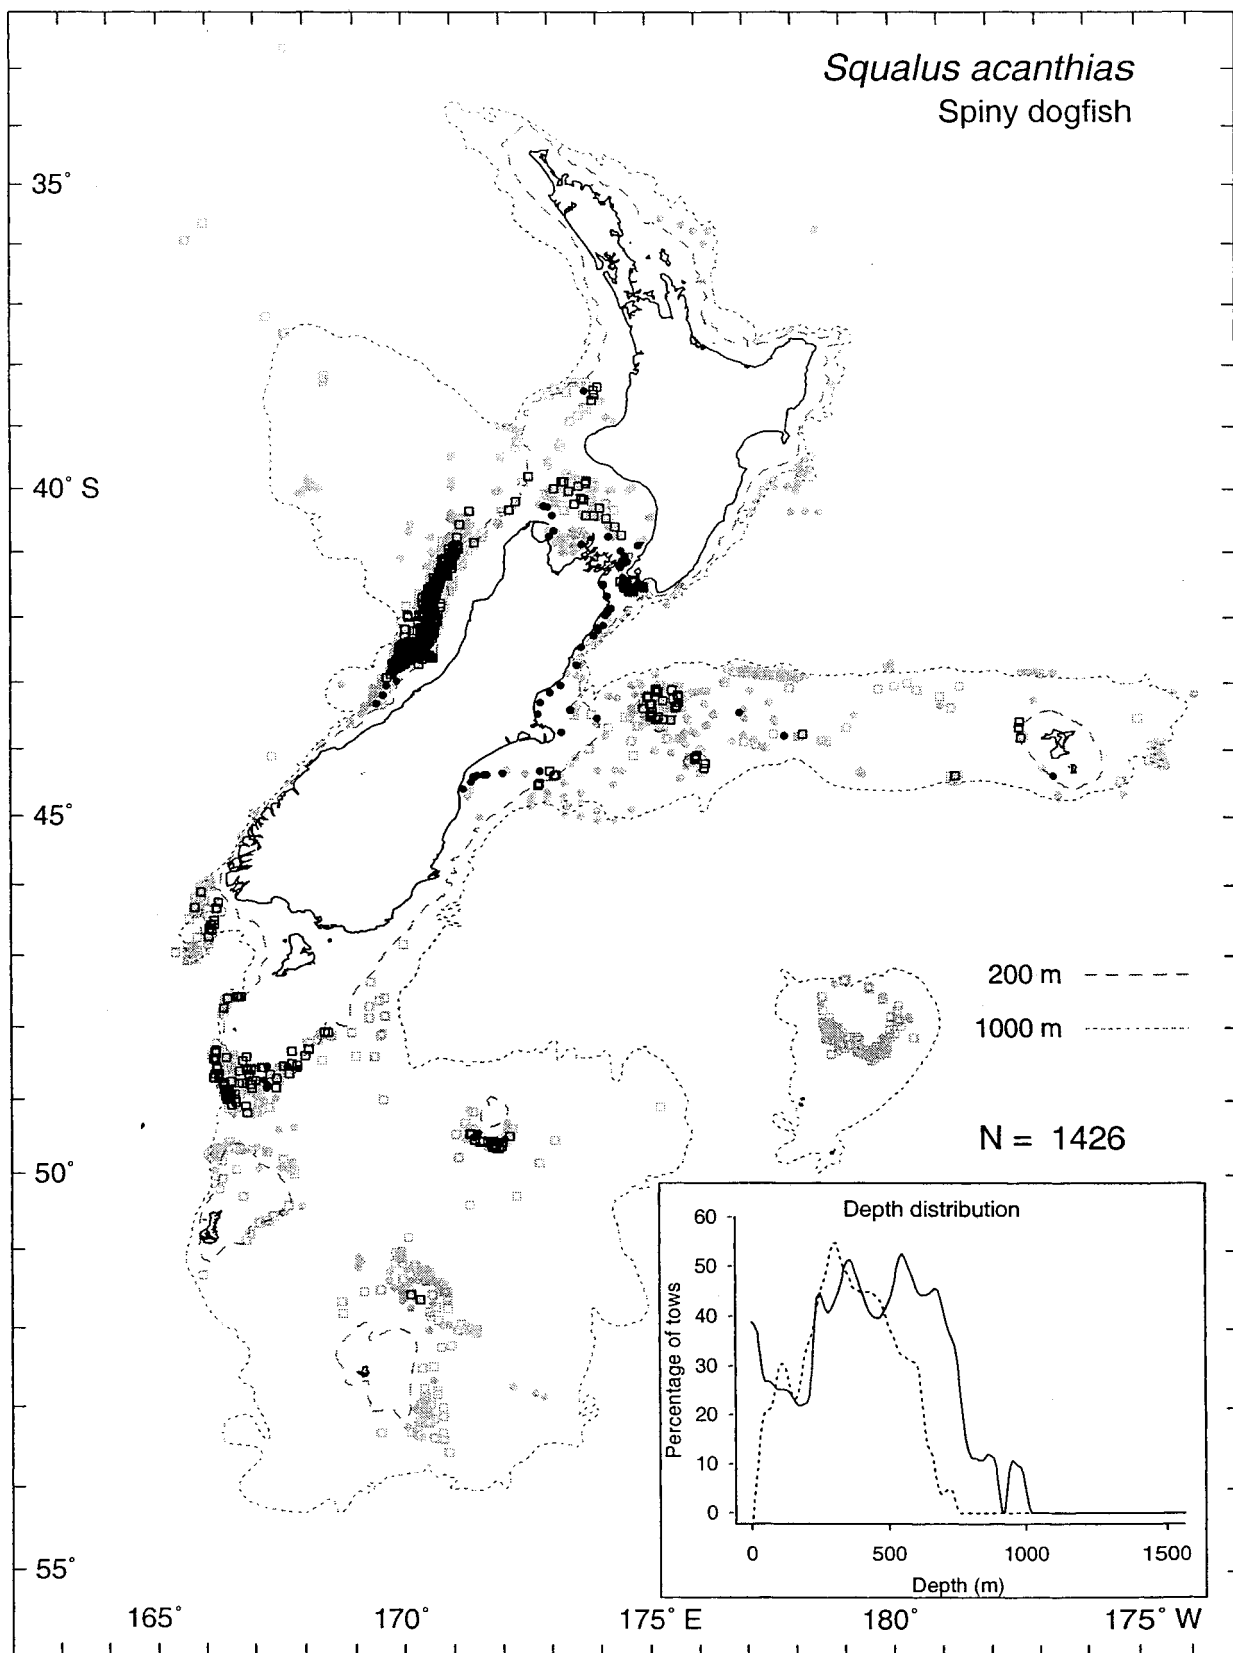 Squalus acanthias
Spiny dogfish
35°
40° S
45°
200 m
1000 m
N = 1426
50°
Depth distribution
60
50
40
30
20
10
0
Percentage of tows
0 500 1000 1500
Depth (m)
55°
165° 170° 175° E 180° 175° W